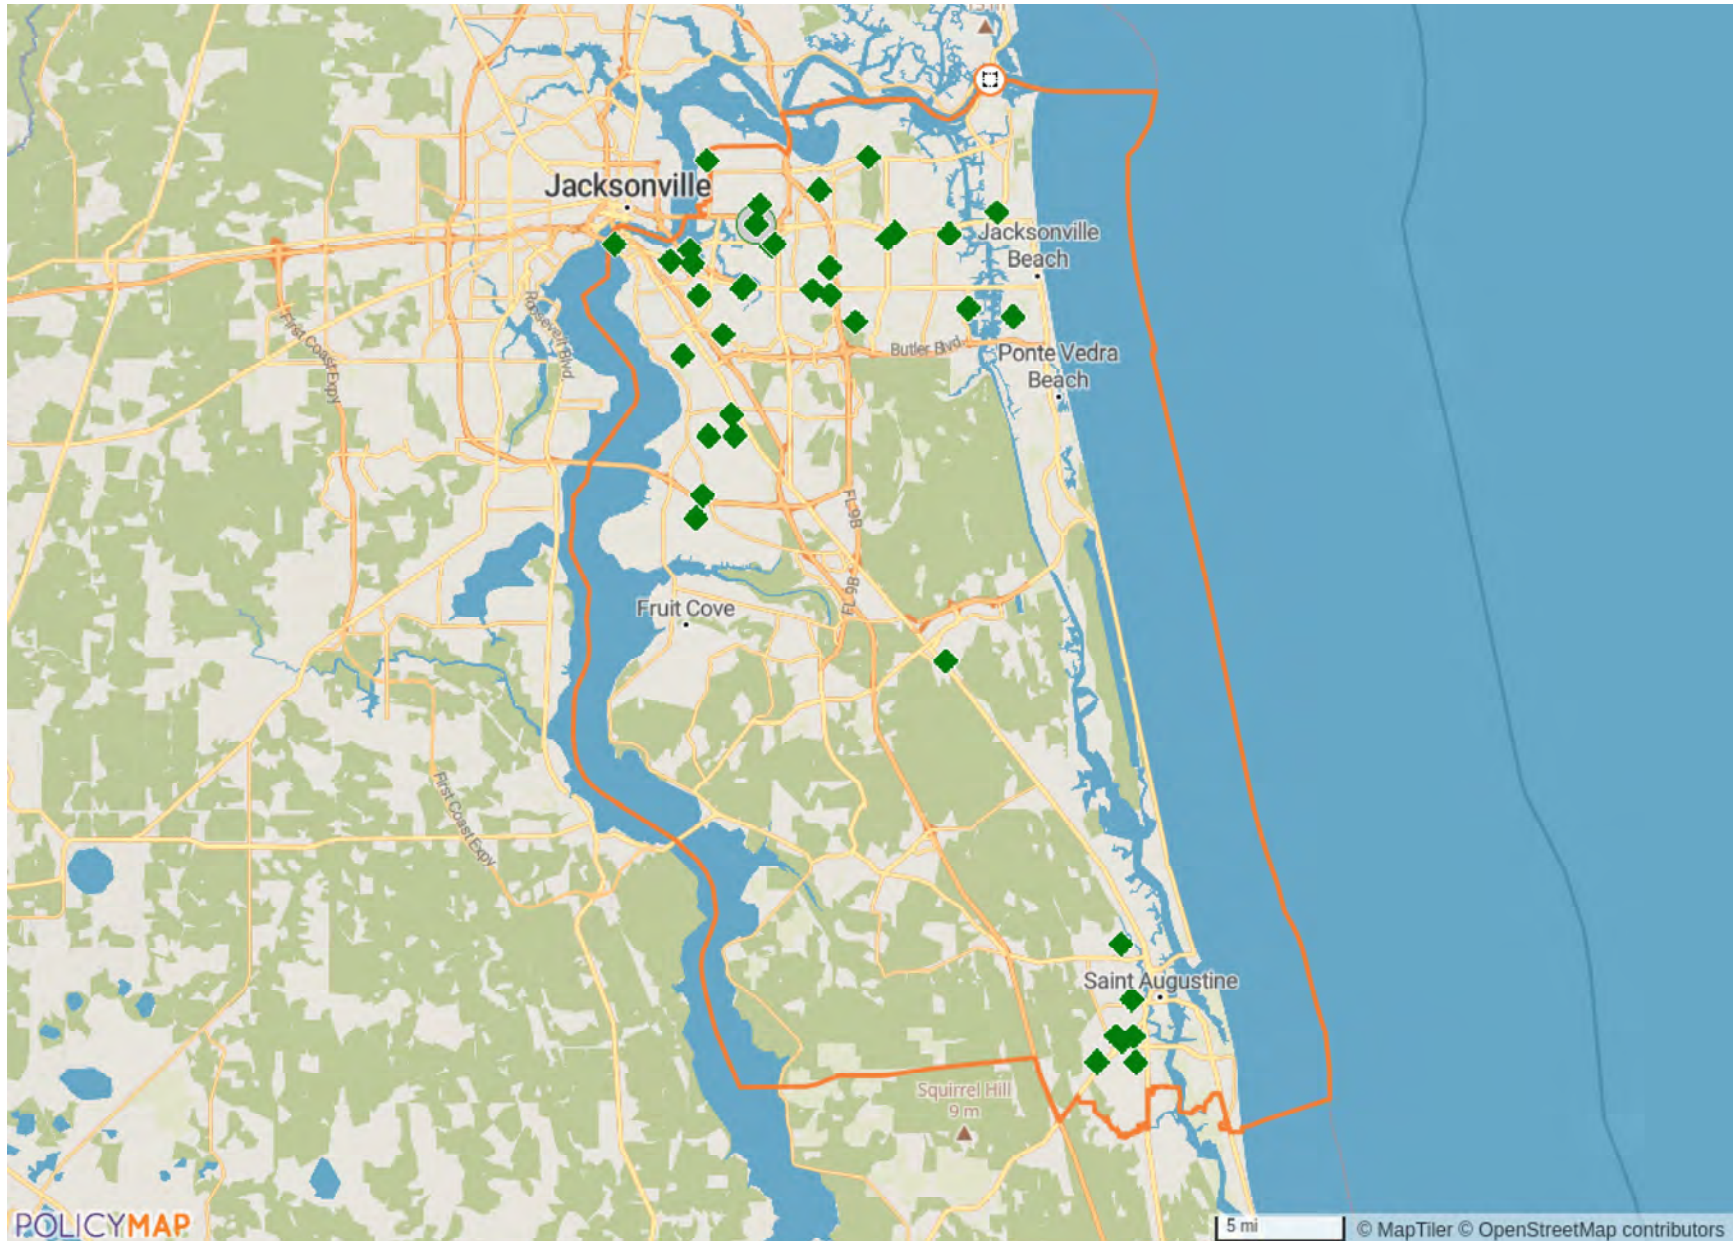 Jacksonville
Jacksonville
Beach
Roosevelt Blvd.
First Coast Expy
Butler Blvd.
Ponte Vedra
Beach
FL 9B
FL 9B
Fruit Cove
First Coast Expy
Saint Augustine
Squirrel Hill
9 m
POLICYMAP
5 mi
© MapTiler © OpenStreetMap contributors